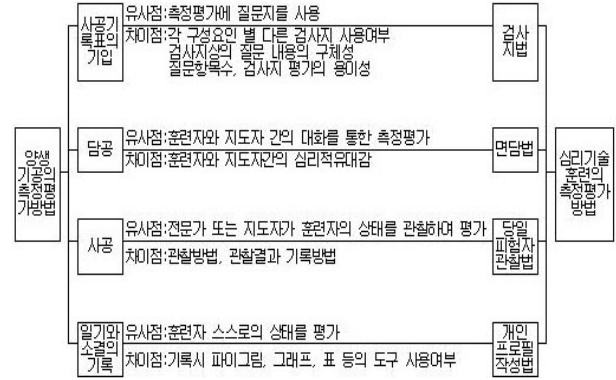 양생
기공의
측정평
가방법
사공기
록표의
기입
유사점:측정평가에 질문지를 사용
차이점:각 구성요인 별 다른 검사지 사용여부
검사지상의 질문 내용의 구체성
질문항목수, 검사지 평가의 용이성
검사
지법
담공
유사점:훈련자와 지도자 간의 대화를 통한 측정평가
차이점:훈련자와 지도자간의 심리적유대감
면담법
사공
유사점:전문가 또는 지도자가 훈련자의 상태를 관찰하여 평가
차이점:관찰방법, 관찰결과 기록방법
당일
피험자
관찰법
일기와
소결의
기록
유사점:훈련자 스스로의 상태를 평가
차이점:기록시 파이그림, 그래프, 표 등의 도구 사용여부
개인
프로필
작성법
심리기술
훈련의
측정평가
방법